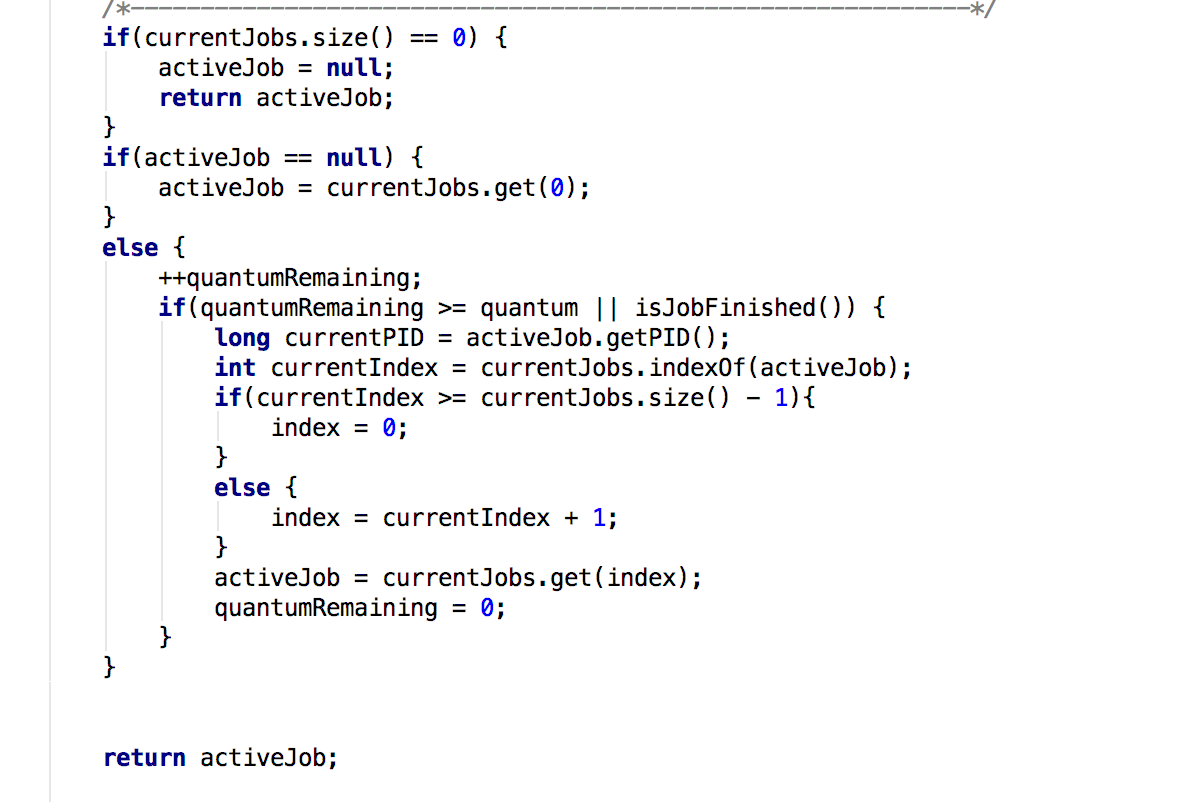 /*------------------------------------------------------------*/
if(currentJobs.size() == 0) {
    activeJob = null;
    return activeJob;
}
if(activeJob == null) {
    activeJob = currentJobs.get(0);
}
else {
    ++quantumRemaining;
    if(quantumRemaining >= quantum || isJobFinished()) {
        long currentPID = activeJob.getPID();
        int currentIndex = currentJobs.indexOf(activeJob);
        if(currentIndex >= currentJobs.size() - 1){
            index = 0;
        }
        else {
            index = currentIndex + 1;
        }
        activeJob = currentJobs.get(index);
        quantumRemaining = 0;
    }
}
return activeJob;